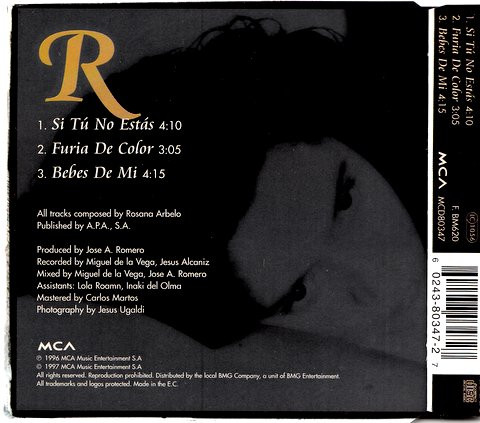 R
1. Si Tú No Estás 4:10
2. Furia De Color 3:05
3. Bebes De Mi 4:15
All tracks composed by Rosana Arbelo
Published by A.P.A., S.A.
Produced by Jose A. Romero
Recorded by Miguel de la Vega, Jesus Alcaniz
Mixed by Miguel de la Vega, Jose A. Romero
Assistants: Lola Roamn, Inaki del Olma
Mastered by Carlos Martos
Photography by Jesus Ugaldi
MCA
℗ 1996 MCA Music Entertainment S.A
© 1997 MCA Music Entertainment S.A.
All rights reserved. Reproduction prohibited. Distributed by the local BMG Company, a unit of BMG Entertainment.
All trademarks and logos protected. Made in the E.C.
1. Si Tú No Estás 4:10
2. Furia De Color 3:05
3. Bebes De Mi 4:15
MCA
F: BM620
MCD80347
6 0243-80347-2 7